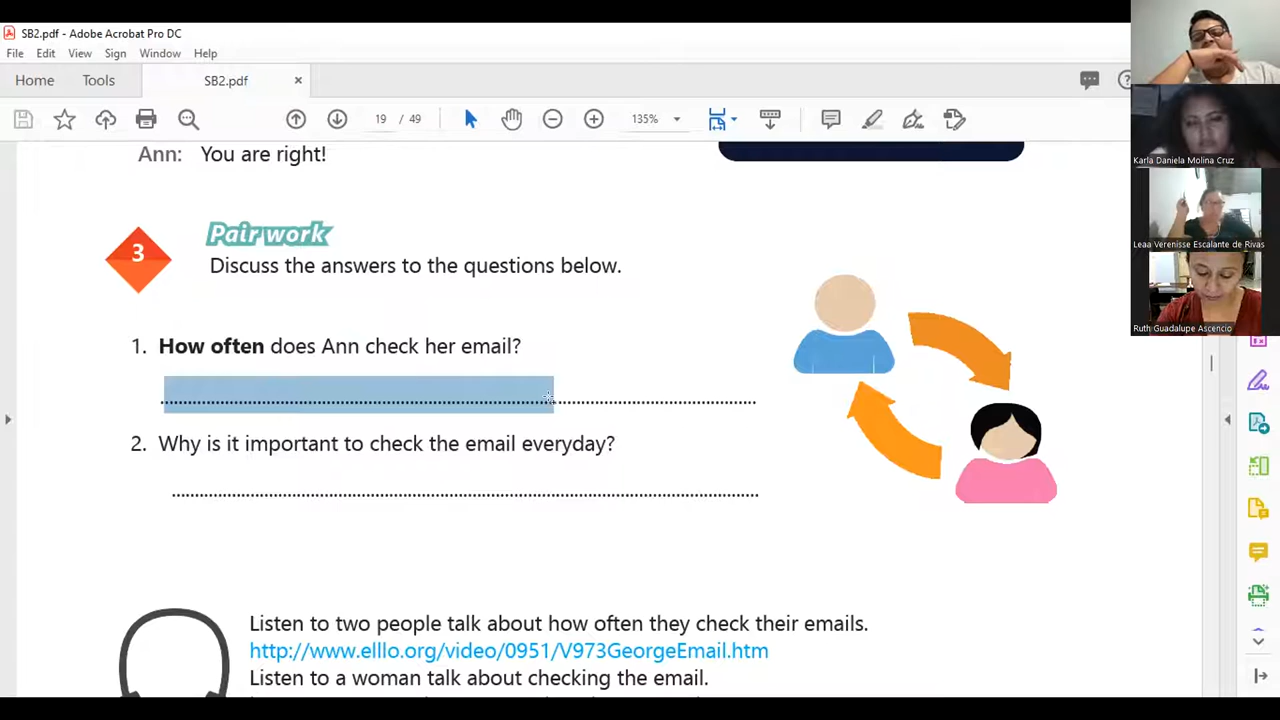 SB2.pdf - Adobe Acrobat Pro DC
File Edit View Sign Window Help
Home Tools SB2.pdf ×
19 / 49 135%
Ann: You are right!
3
Pair work
Discuss the answers to the questions below.
1. How often does Ann check her email?
2. Why is it important to check the email everyday?
Listen to two people talk about how often they check their emails.
http://www.elllo.org/video/0951/V973GeorgeEmail.htm
Listen to a woman talk about checking the email.
Karla Daniela Molina Cruz
Leaa Verenisse Escalante de Rivas
Ruth Guadalupe Ascencio